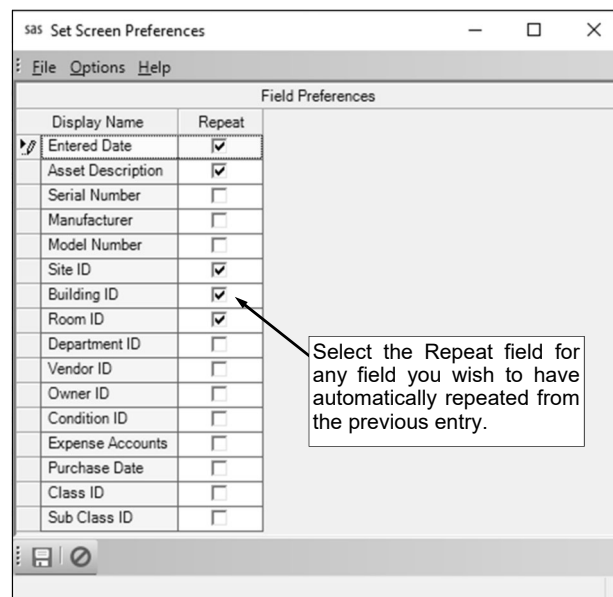 sas Set Screen Preferences
File Options Help
Field Preferences
Display Name Repeat
Entered Date
Asset Description
Serial Number
Manufacturer
Model Number
Site ID
Building ID
Room ID
Department ID
Vendor ID
Owner ID
Condition ID
Expense Accounts
Purchase Date
Class ID
Sub Class ID
Select the Repeat field for
any field you wish to have
automatically repeated from
the previous entry.